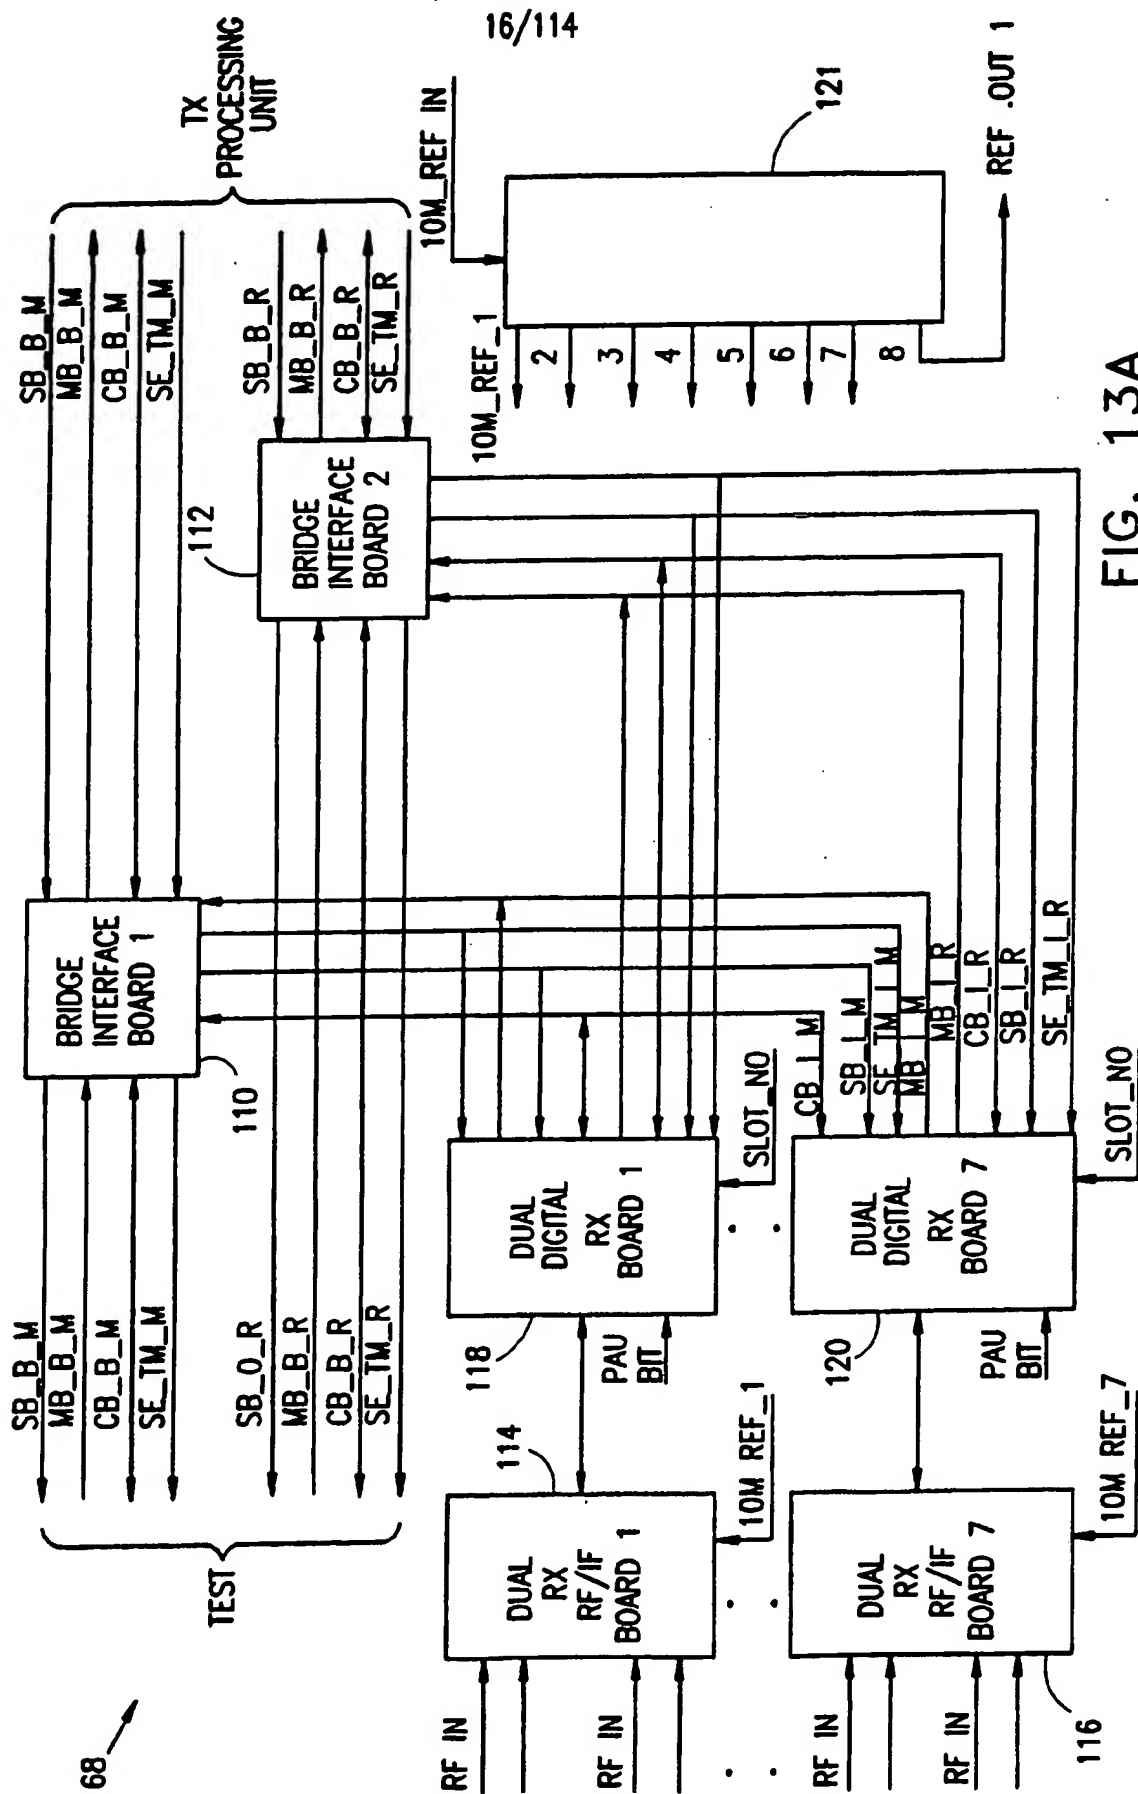 16/114
68
TEST
SB_B_M
MB_B_M
CB_B_M
SE_TM_M
SB_O_R
MB_B_R
CB_B_R
SE_TM_R
BRIDGE
INTERFACE
BOARD 1
110
BRIDGE
INTERFACE
BOARD 2
112
SB_B_M
MB_B_M
CB_B_M
SE_TM_M
SB_B_R
MB_B_R
CB_B_R
SE_TM_R
TX
PROCESSING
UNIT
RF IN
RF IN
DUAL
RX
RF/IF
BOARD 1
114
10M REF_1
PAU
BIT
DUAL
DIGITAL
RX
BOARD 1
118
SLOT_NO
RF IN
RF IN
DUAL
RX
RF/IF
BOARD 7
116
10M REF_7
PAU
BIT
DUAL
DIGITAL
RX
BOARD 7
120
SLOT_NO
CB_I_M
SB_I_M
SE_TM_I_M
MB_I_M
MB_I_R
CB_I_R
SB_I_R
SE_TM_I_R
10M_REF IN
10M_REF_1
2
3
4
5
6
7
8
121
REF .OUT 1
FIG. 13A